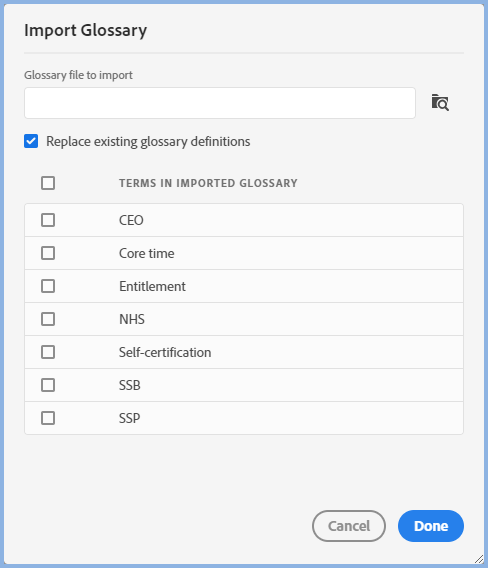 Import Glossary
Glossary file to import
Replace existing glossary definitions
TERMS IN IMPORTED GLOSSARY
CEO
Core time
Entitlement
NHS
Self-certification
SSB
SSP
Cancel
Done